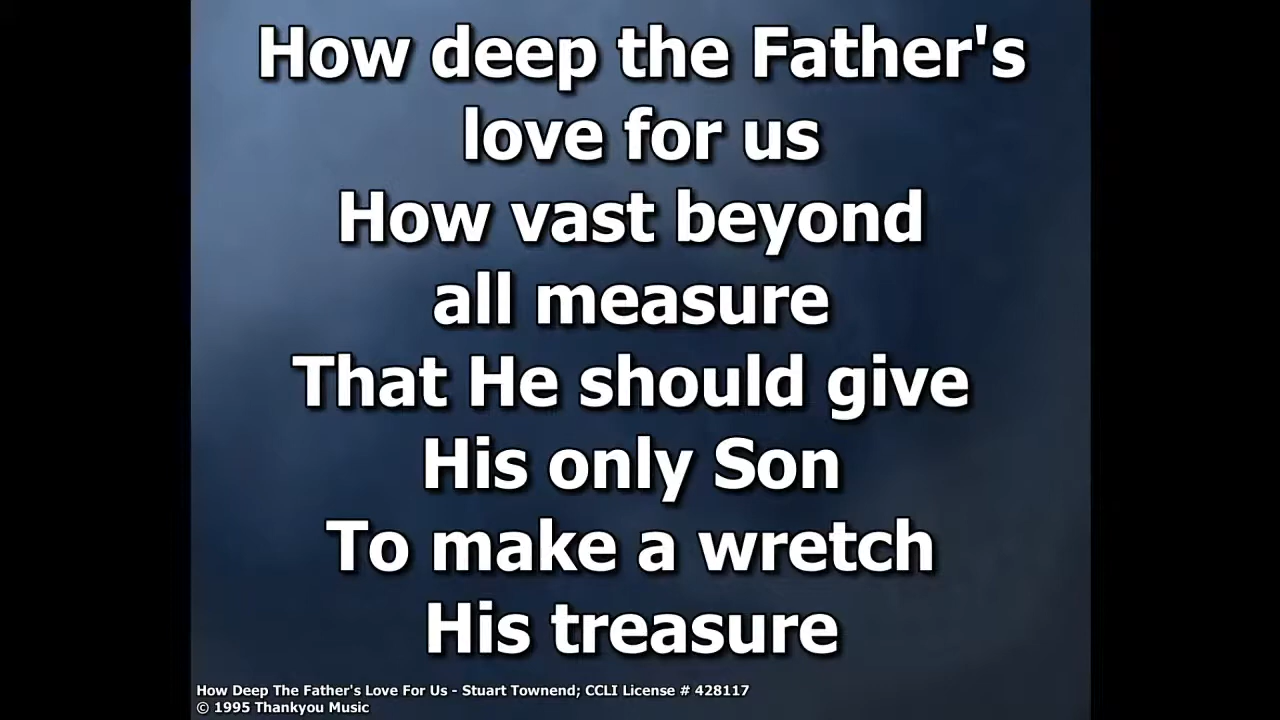 How deep the Father's
love for us
How vast beyond
all measure
That He should give
His only Son
To make a wretch
His treasure
How Deep The Father's Love For Us - Stuart Townend; CCLI License # 428117
© 1995 Thankyou Music